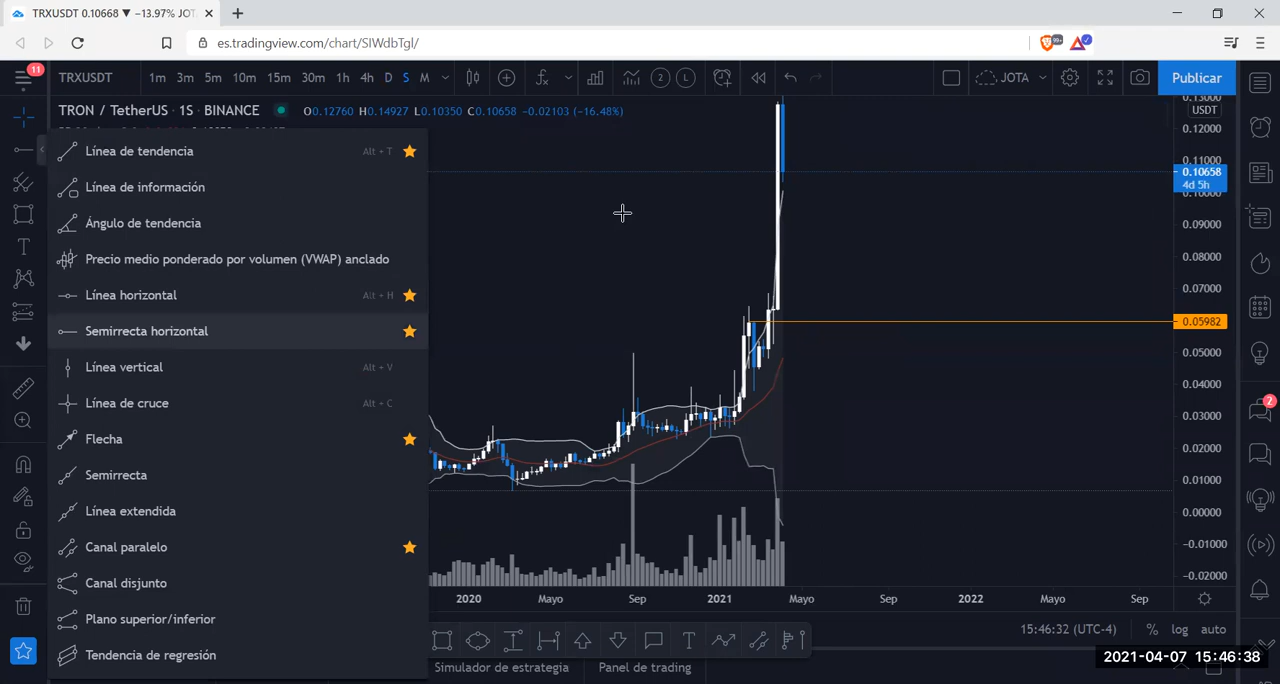 TRXUSDT 0.10668 ▼ −13.97% JOT
es.tradingview.com/chart/SIWdbTgl/
99+
11
TRXUSDT 1m 3m 5m 10m 15m 30m 1h 4h D S M 2 L JOTA Publicar
TRON / TetherUS · 1S · BINANCE O0.12760 H0.14927 L0.10350 C0.10658 −0.02103 (−16.48%)
Línea de tendencia Alt + T
Línea de información
Ángulo de tendencia
Precio medio ponderado por volumen (VWAP) anclado
Línea horizontal Alt + H
Semirrecta horizontal
Línea vertical Alt + V
Línea de cruce Alt + C
Flecha
Semirrecta
Línea extendida
Canal paralelo
Canal disjunto
Plano superior/inferior
Tendencia de regresión
0.13000
USDT
0.12000
0.11000
0.10658
4d 5h
0.10000
0.09000
0.08000
0.07000
0.05982
0.05000
0.04000
0.03000
0.02000
0.01000
0.00000
−0.01000
−0.02000
2
2020 Mayo Sep 2021 Mayo Sep 2022 Mayo Sep
15:46:32 (UTC-4) % log auto
Simulador de estrategia Panel de trading
2021-04-07 15:46:38